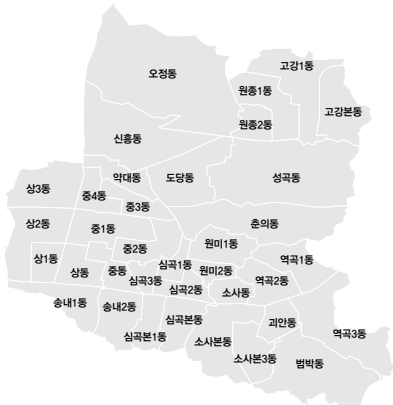 고강1동
오정동
원종1동
고강본동
원종2동
신흥동
약대동
도당동
성곡동
상3동
중4동
중3동
상2동
춘의동
중1동
원미1동
중2동
상1동
심곡1동
역곡1동
상동
중동
원미2동
심곡3동
역곡2동
심곡2동
소사동
송내1동
송내2동
심곡본동
괴안동
심곡본1동
소사본동
역곡3동
소사본3동
범박동